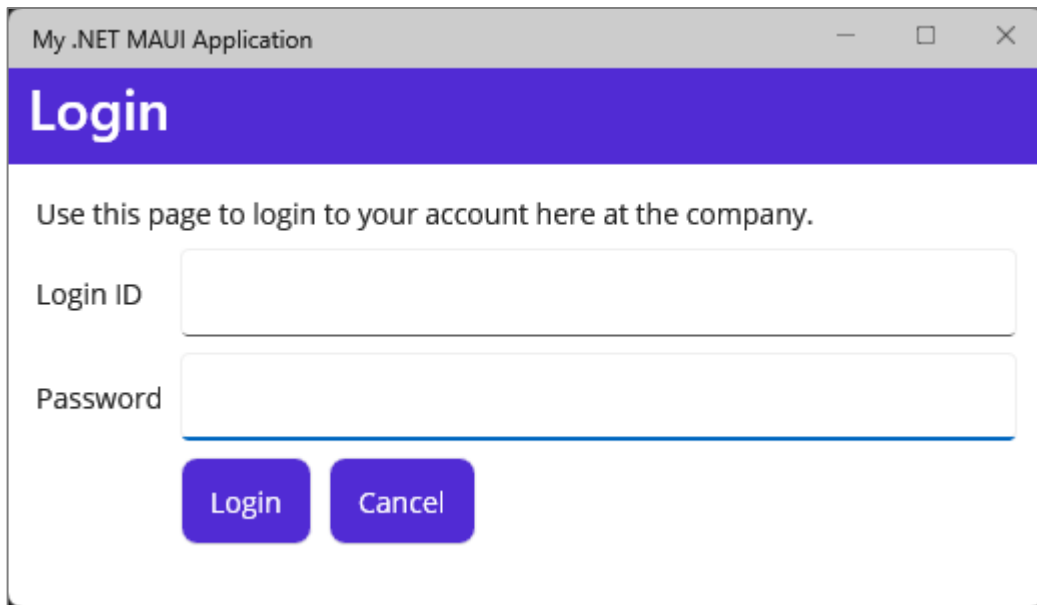 My .NET MAUI Application
Login
Use this page to login to your account here at the company.
Login ID
Password
Login Cancel